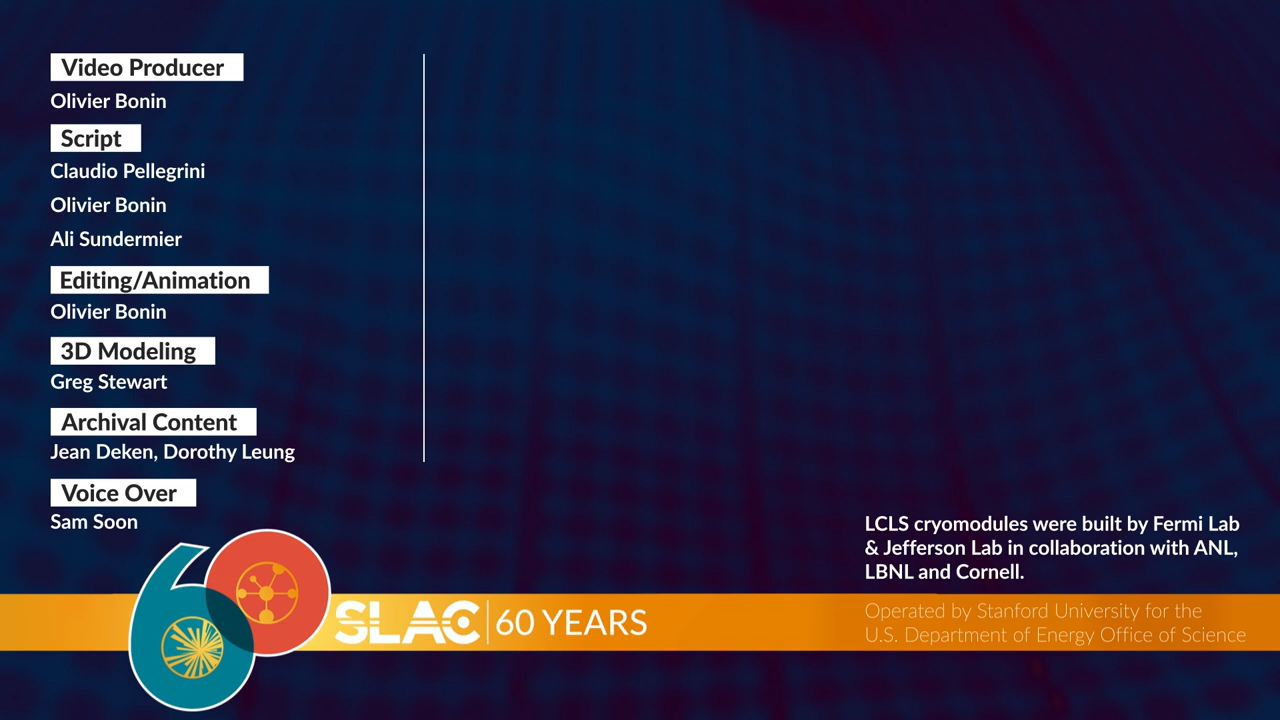 Video Producer
Olivier Bonin
Script
Claudio Pellegrini
Olivier Bonin
Ali Sundermier
Editing/Animation
Olivier Bonin
3D Modeling
Greg Stewart
Archival Content
Jean Deken, Dorothy Leung
Voice Over
Sam Soon
60
SLAC 60 YEARS
LCLS cryomodules were built by Fermi Lab
& Jefferson Lab in collaboration with ANL,
LBNL and Cornell.
Operated by Stanford University for the
U.S. Department of Energy Office of Science